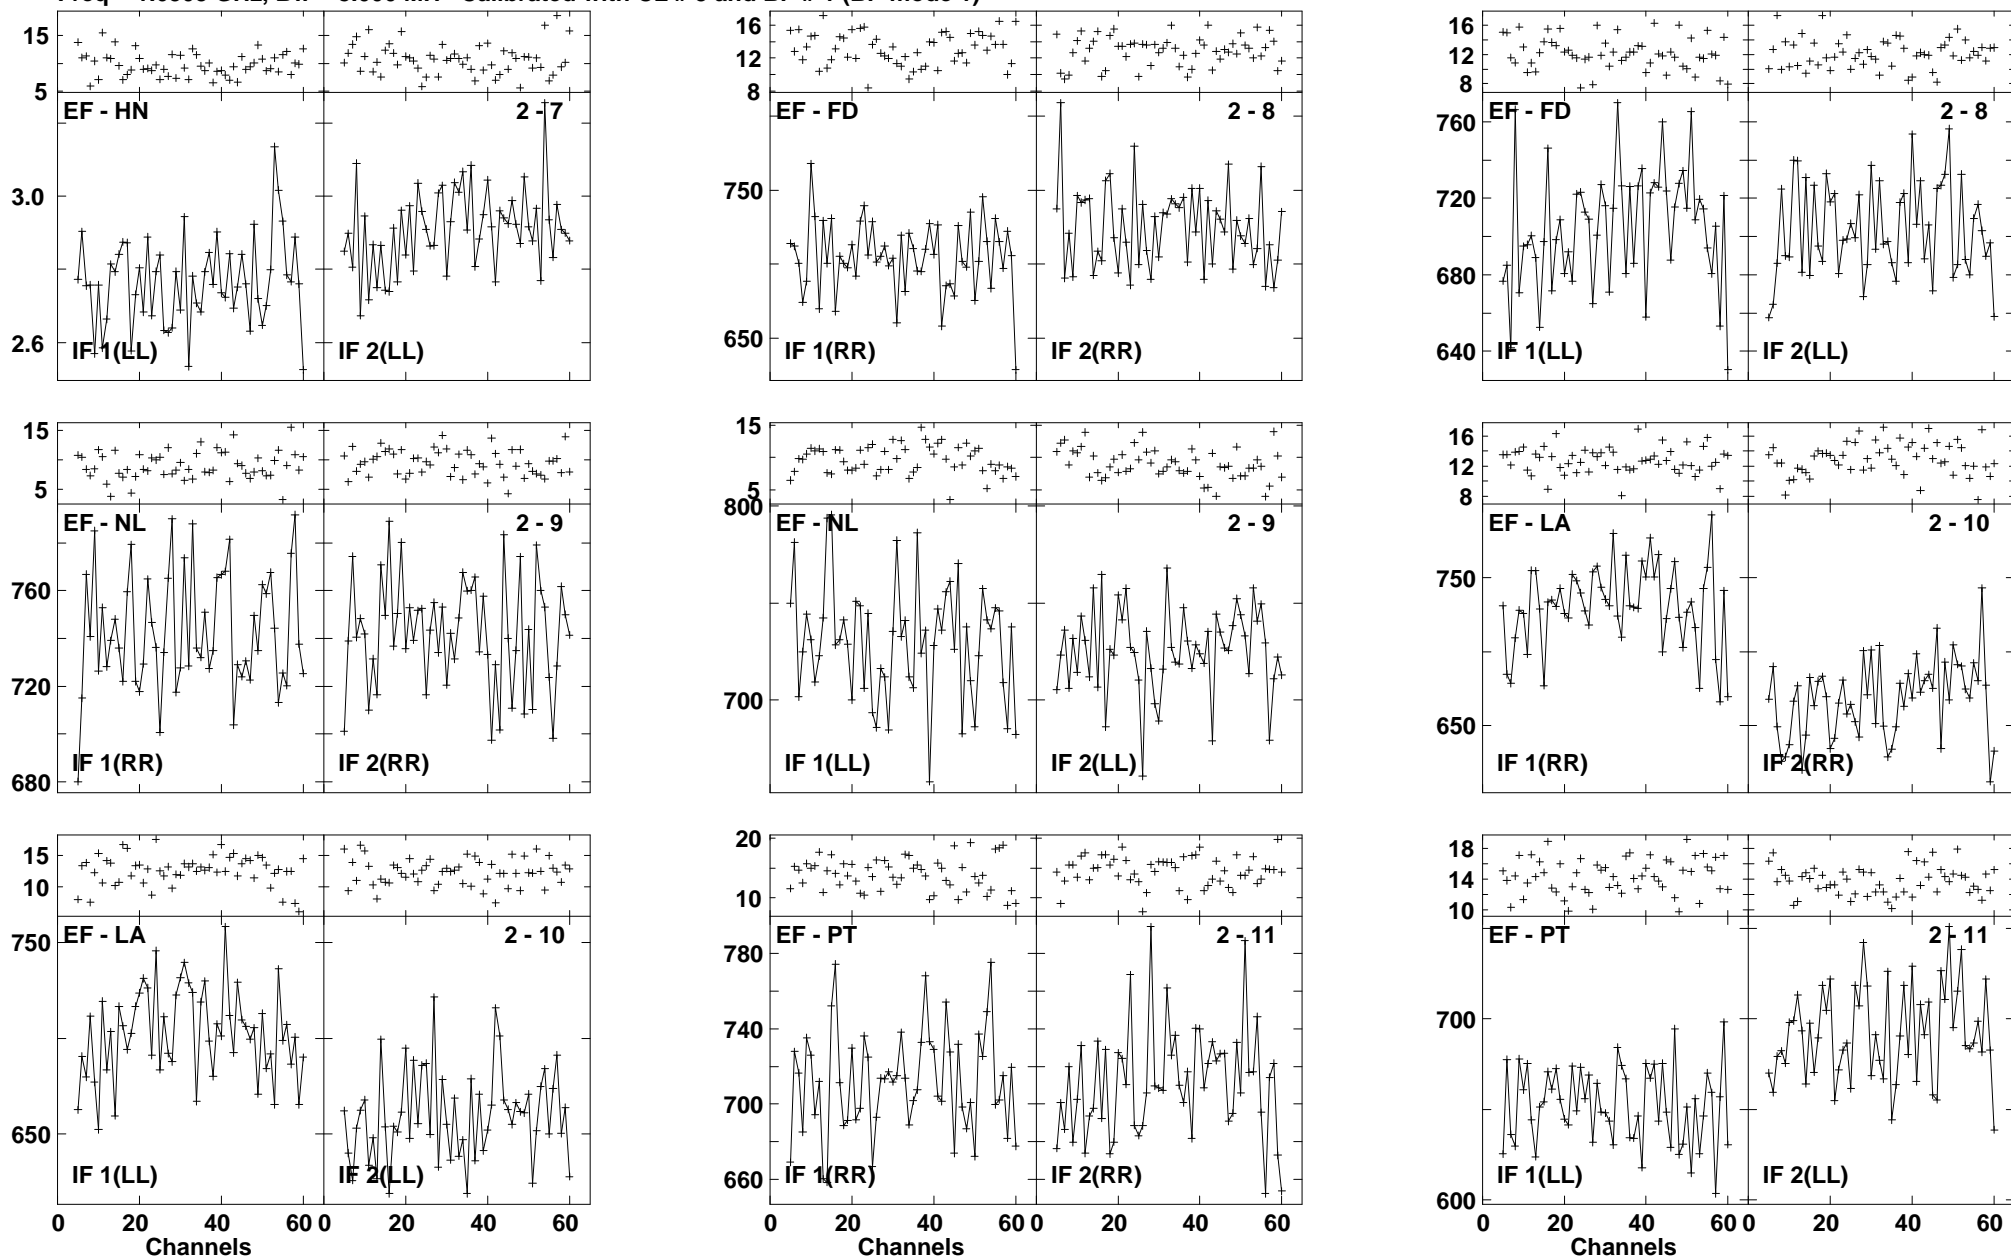 15
5
EF - HN
2 - 7
3.0
2.6
IF 1(LL)
IF 2(LL)
16
12
8
EF - FD
2 - 8
750
650
IF 1(RR)
IF 2(RR)
16
12
8
EF - FD
2 - 8
760
720
680
640
IF 1(LL)
IF 2(LL)
15
5
EF - NL
2 - 9
760
720
680
IF 1(RR)
IF 2(RR)
15
5
800
EF - NL
2 - 9
700
IF 1(LL)
IF 2(LL)
16
12
8
EF - LA
2 - 10
750
650
IF 1(RR)
IF 2(RR)
15
10
EF - LA
2 - 10
750
650
IF 1(LL)
IF 2(LL)
0 20 40 60 0 20 40 60
Channels
20
10
EF - PT
2 - 11
780
740
700
660
IF 1(RR)
IF 2(RR)
0 20 40 60 0 20 40 60
Channels
18
14
10
EF - PT
2 - 11
700
600
IF 1(LL)
IF 2(LL)
0 20 40 60 0 20 40 60
Channels